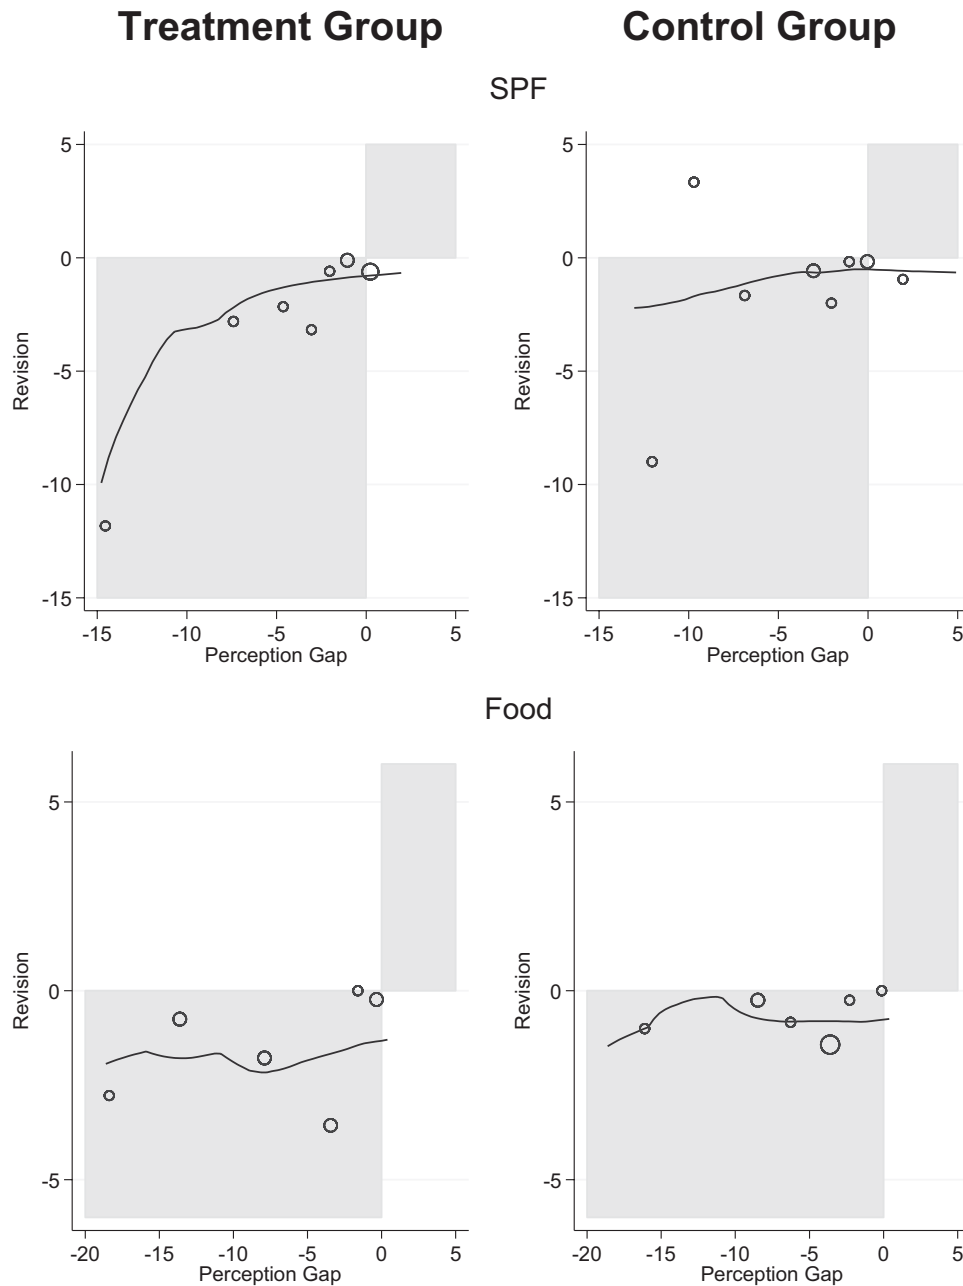 Treatment Group Control Group
SPF
5 5
0 0
-5 -5
-10 -10
-15 -15
Revision Revision
-15 -10 -5 0 5 -15 -10 -5 0 5
Perception Gap Perception Gap
Food
5 5
0 0
-5 -5
Revision Revision
-20 -15 -10 -5 0 5 -20 -15 -10 -5 0 5
Perception Gap Perception Gap